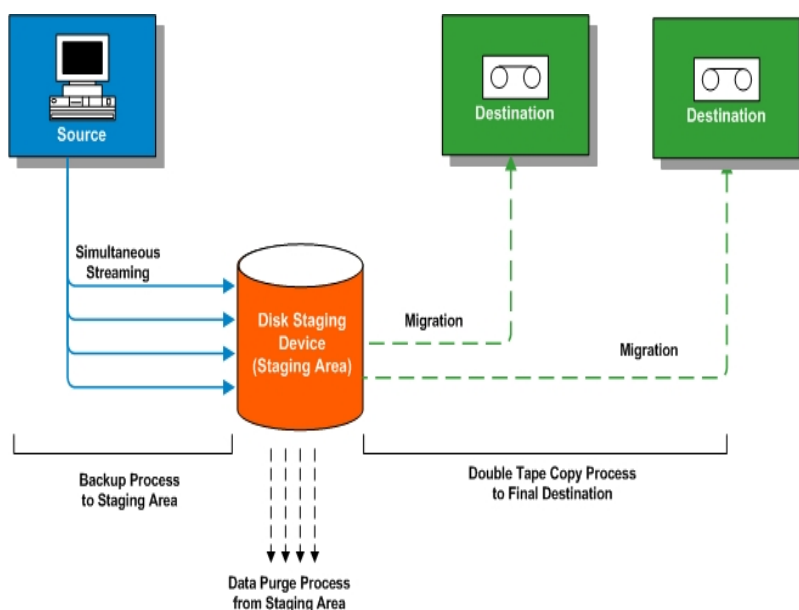 Source
Destination
Destination
Simultaneous
Streaming
Disk Staging
Device
(Staging Area)
Migration
Migration
Backup Process
to Staging Area
Double Tape Copy Process
to Final Destination
Data Purge Process
from Staging Area